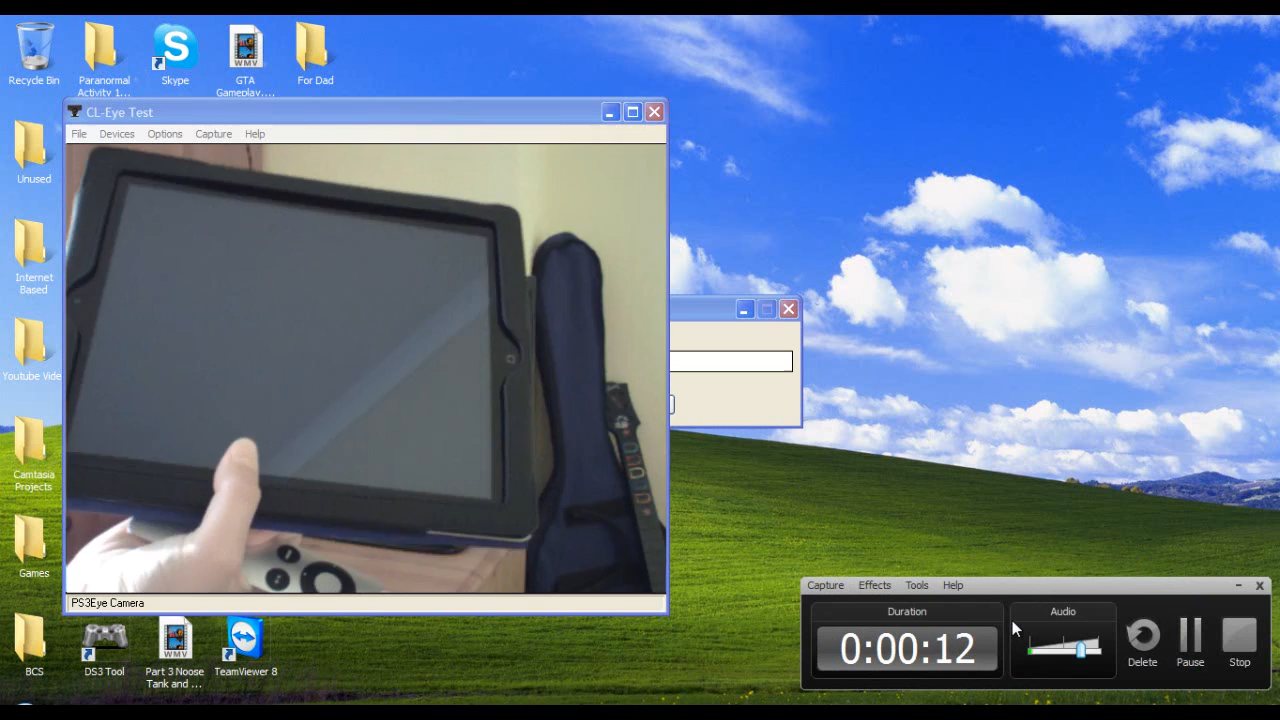 Recycle Bin
Paranormal
Activity 1...
Skype
WMV
GTA
Gameplay....
For Dad
CL-Eye Test
File Devices Options Capture Help
Unused
Internet
Based
Youtube Vide
Camtasia
Projects
Games
PS3Eye Camera
BCS
DS3 Tool
WMV
Part 3 Noose
Tank and ...
TeamViewer 8
Capture Effects Tools Help
Duration
0:00:12
Audio
Delete
Pause
Stop